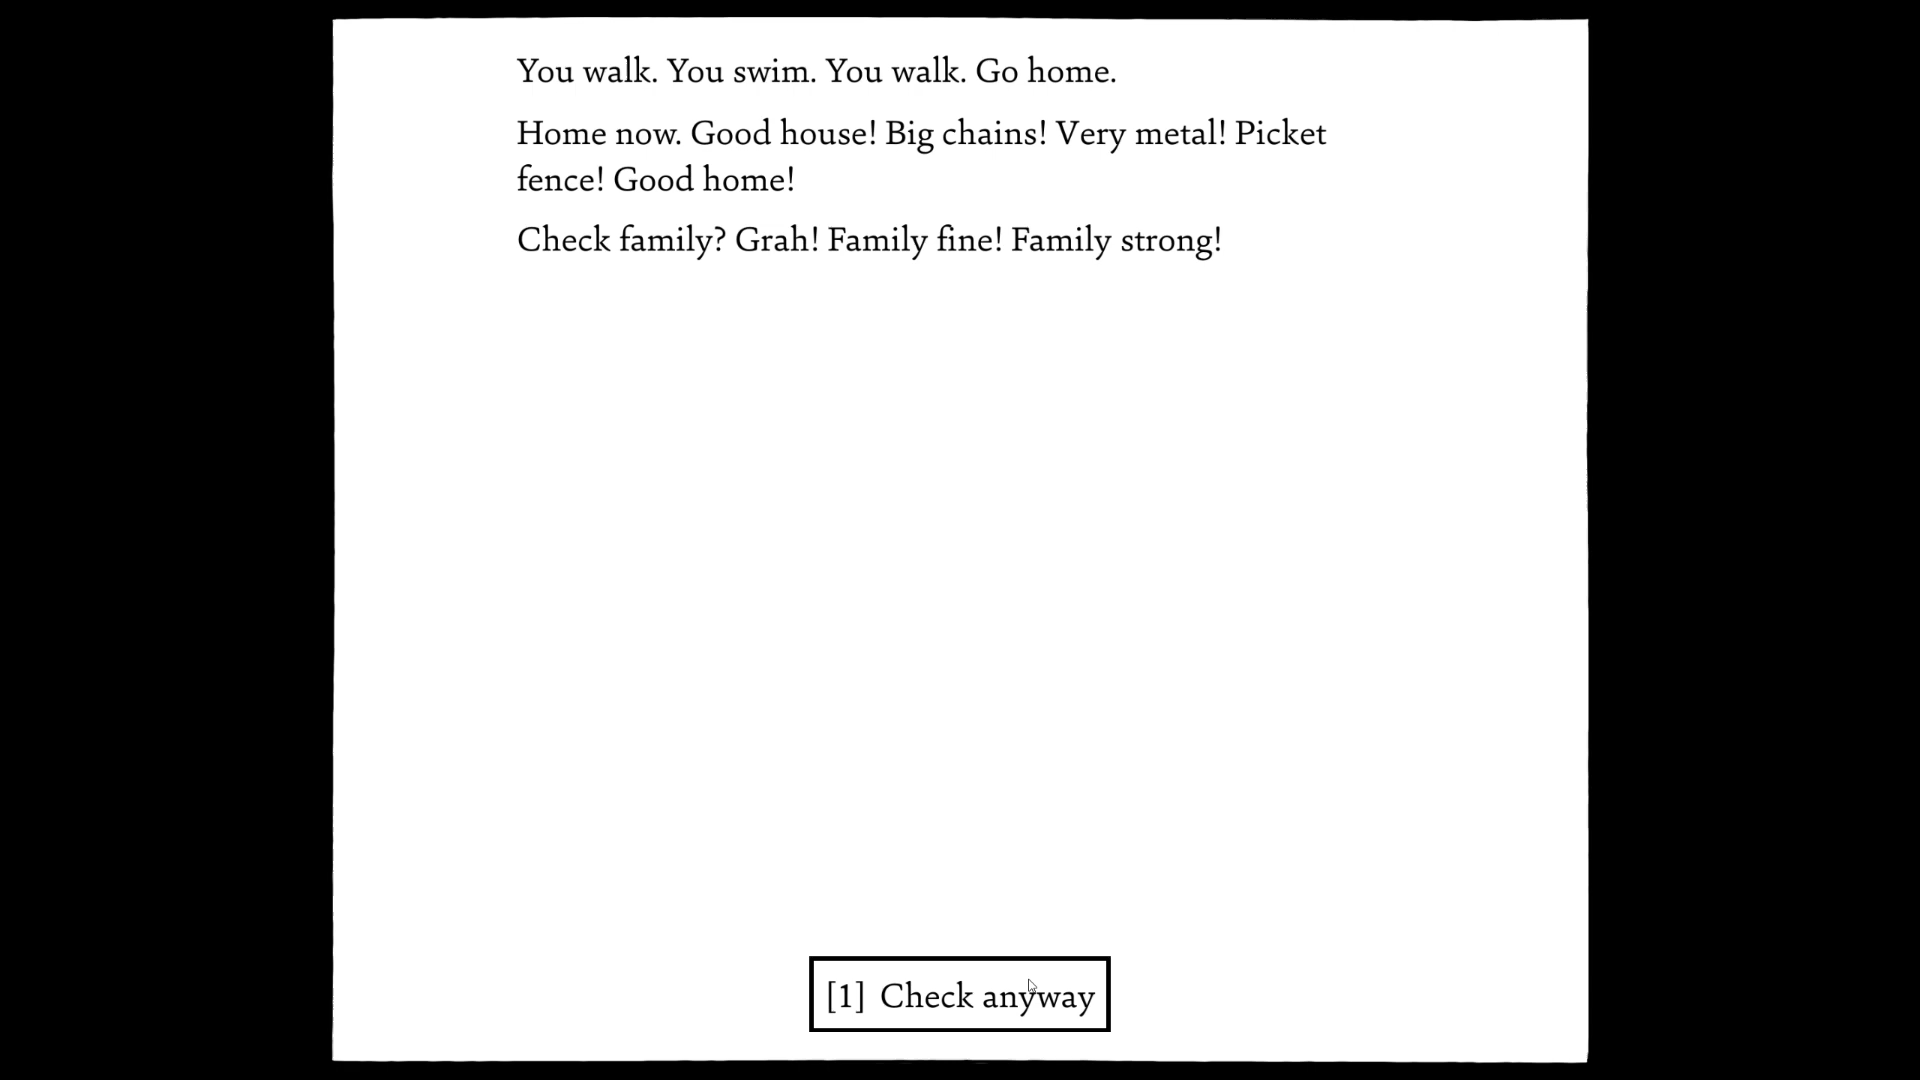 You walk. You swim. You walk. Go home.
Home now. Good house! Big chains! Very metal! Picket
fence! Good home!
Check family? Grah! Family fine! Family strong!
[1] Check anyway